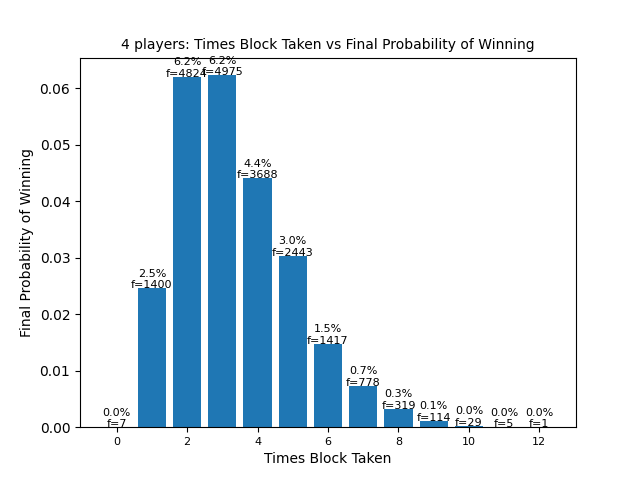 4 players: Times Block Taken vs Final Probability of Winning
Final Probability of Winning
0.06
0.05
0.04
0.03
0.02
0.01
0.00
0.0%
f=7
2.5%
f=1400
6.2%
f=4824
6.2%
f=4975
4.4%
f=3688
3.0%
f=2443
1.5%
f=1417
0.7%
f=778
0.3%
f=319
0.1%
f=114
0.0%
f=29
0.0%
f=5
0.0%
f=1
0
2
4
6
8
10
12
Times Block Taken